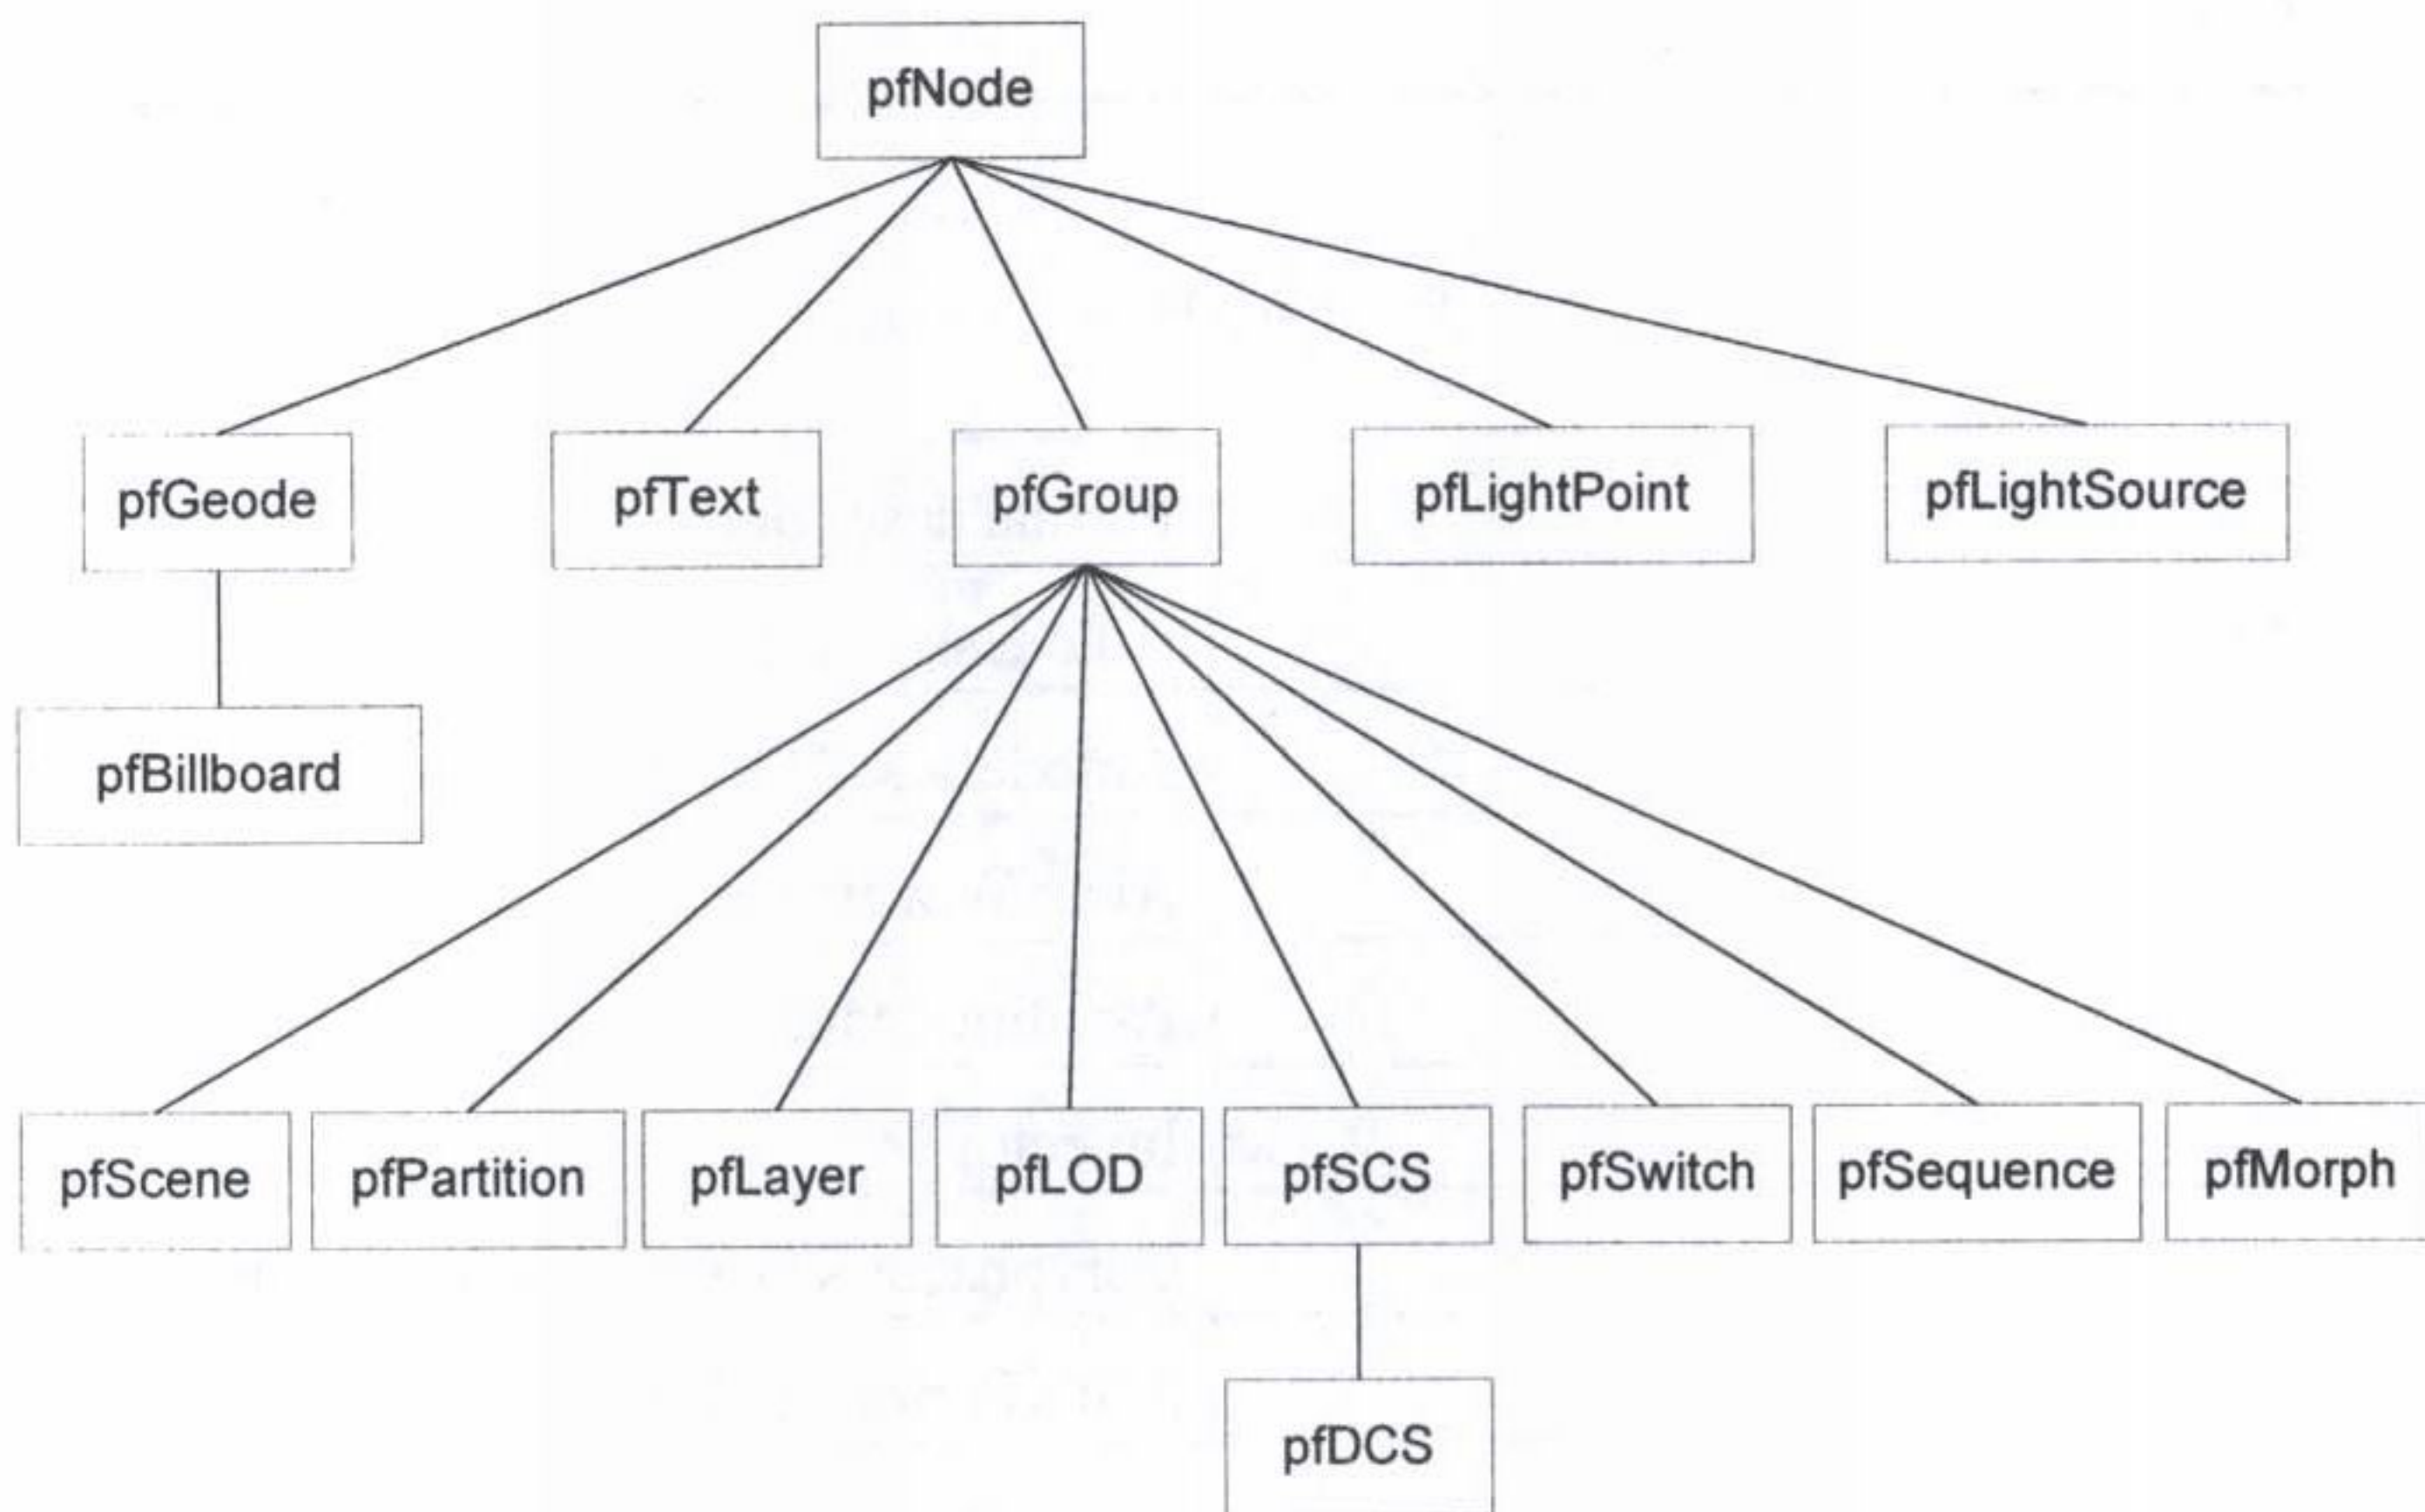 pfNode
pfGeode
pfText
pfGroup
pfLightPoint
pfLightSource
pfBillboard
pfScene
pfPartition
pfLayer
pfLOD
pfSCS
pfSwitch
pfSequence
pfMorph
pfDCS